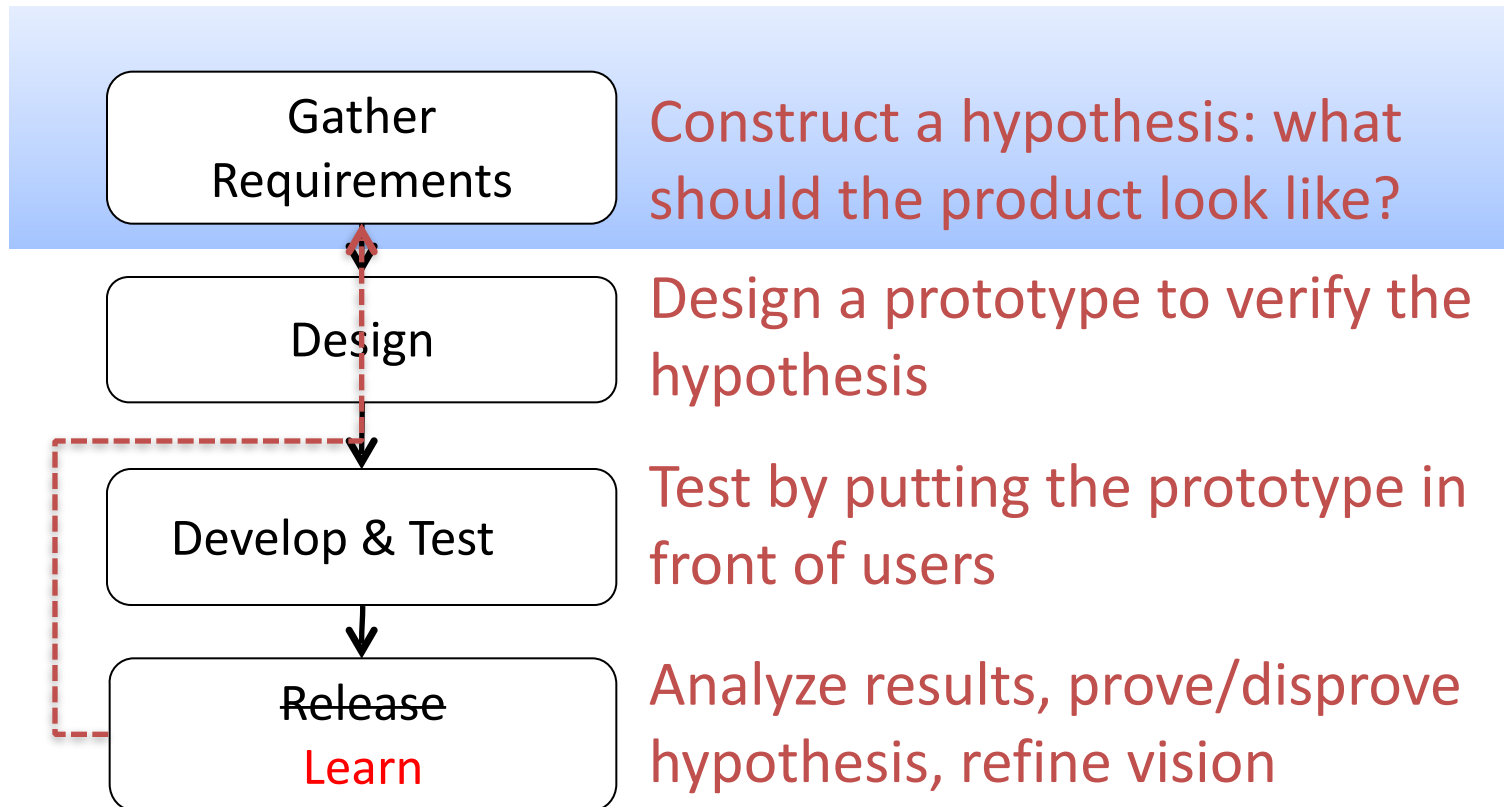 Gather
Requirements
Construct a hypothesis: what
should the product look like?
Design
Design a prototype to verify the
hypothesis
Develop & Test
Test by putting the prototype in
front of users
Release
Learn
Analyze results, prove/disprove
hypothesis, refine vision